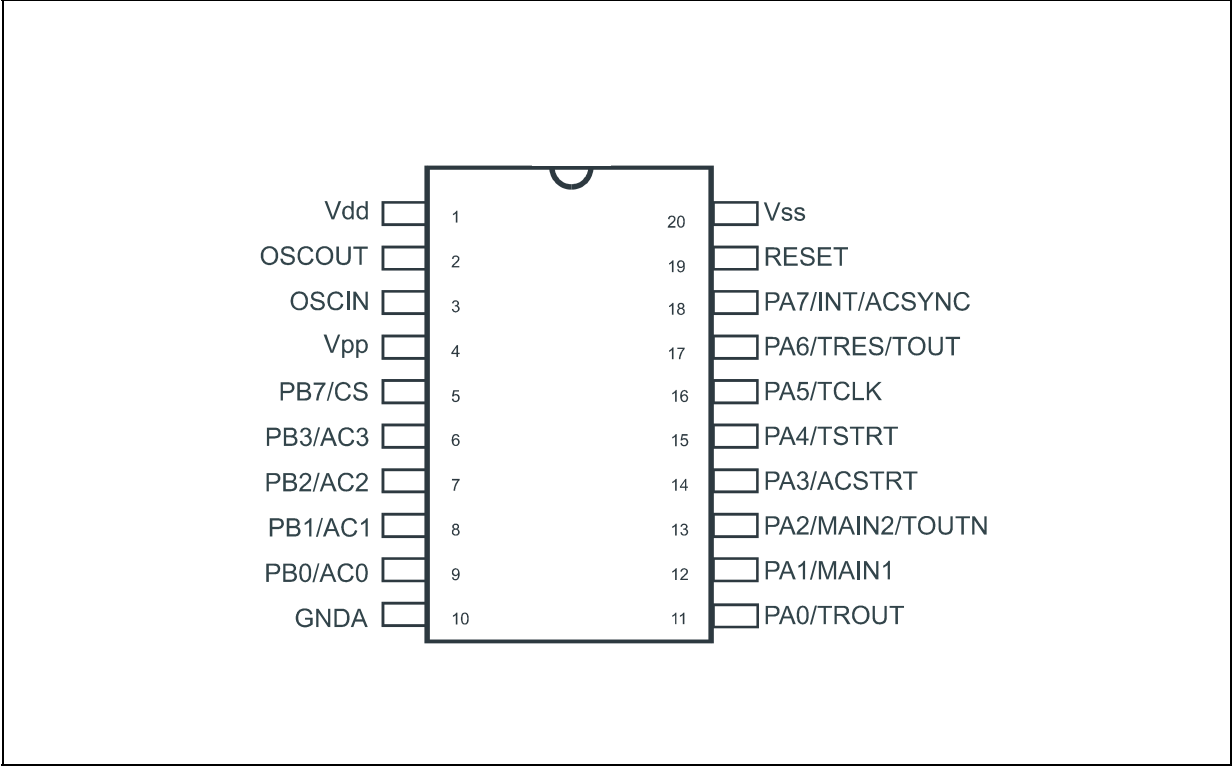 Vdd 1 20 Vss
OSCOUT 2 19 RESET
OSCIN 3 18 PA7/INT/ACSYNC
Vpp 4 17 PA6/TRES/TOUT
PB7/CS 5 16 PA5/TCLK
PB3/AC3 6 15 PA4/TSTRT
PB2/AC2 7 14 PA3/ACSTRT
PB1/AC1 8 13 PA2/MAIN2/TOUTN
PB0/AC0 9 12 PA1/MAIN1
GNDA 10 11 PA0/TROUT